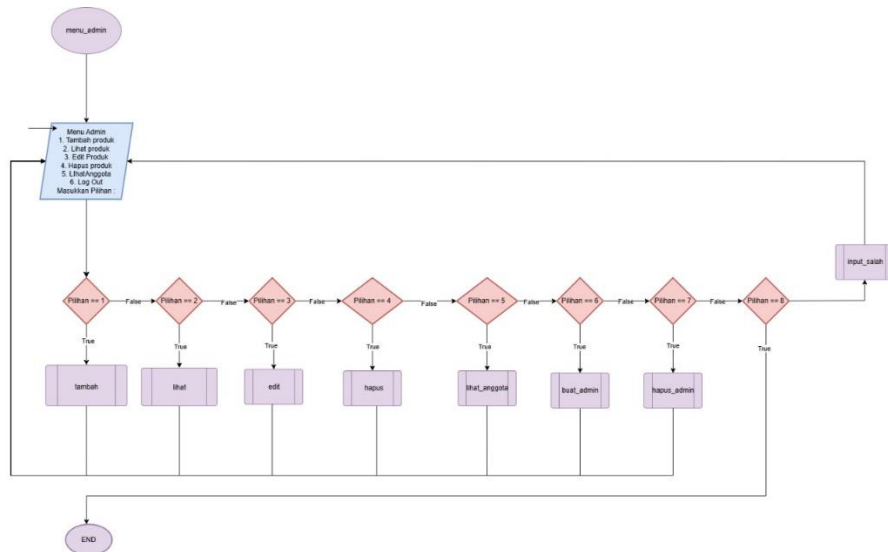 menu_admin
Menu Admin
1. Tambah produk
2. Lihat produk
3. Edit Produk
4. Hapus produk
5. LIhatAnggota
6. Log Out
Masukkan Pilihan :
input_salah
Pilihan == 1
False
Pilihan == 2
False
Pilihan == 3
False
Pilihan == 4
False
Pilihan == 5
False
Pilihan == 6
False
Pilihan == 7
False
Pilihan == 8
True
True
True
True
True
True
True
True
tambah
lihat
edit
hapus
lihat_anggota
buat_admin
hapus_admin
END